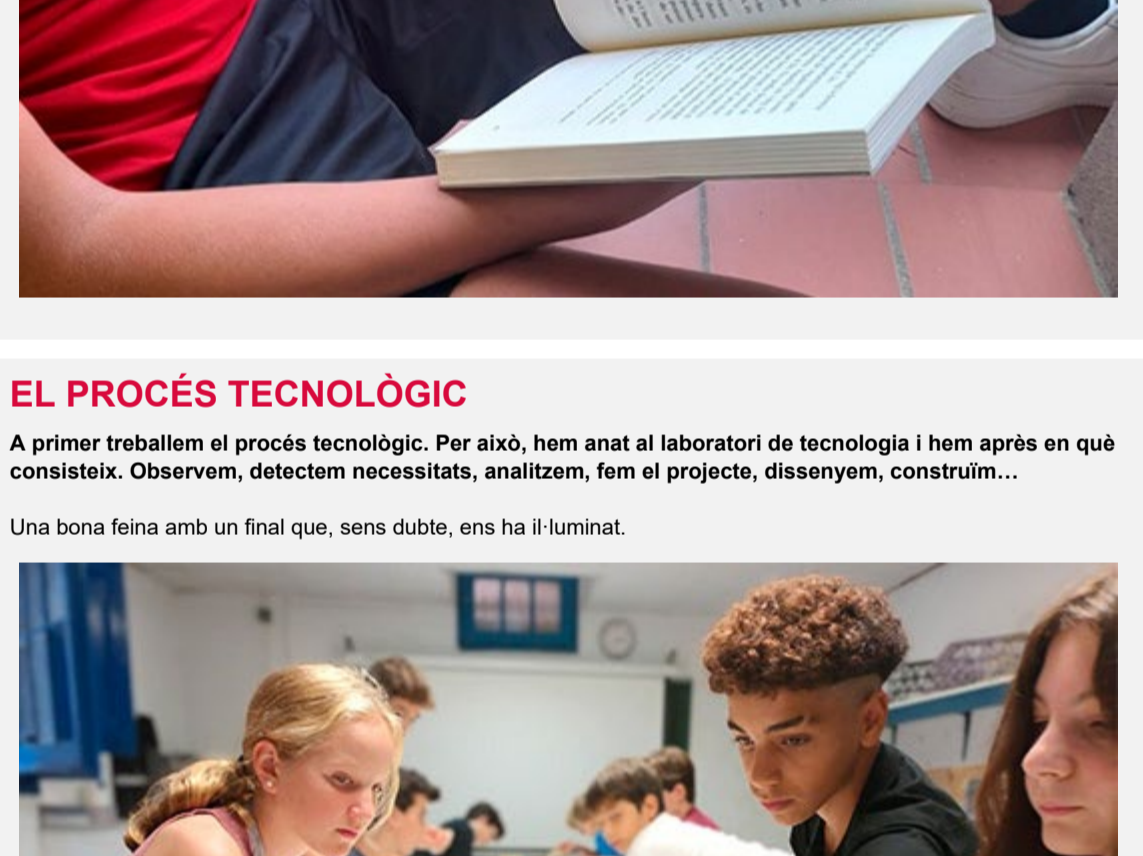 EL PROCÉS TECNOLÒGIC
A primer treballem el procés tecnològic. Per això, hem anat al laboratori de tecnologia i hem après en què
consisteix. Observem, detectem necessitats, analitzem, fem el projecte, dissenyem, construïm…
Una bona feina amb un final que, sens dubte, ens ha il·luminat.